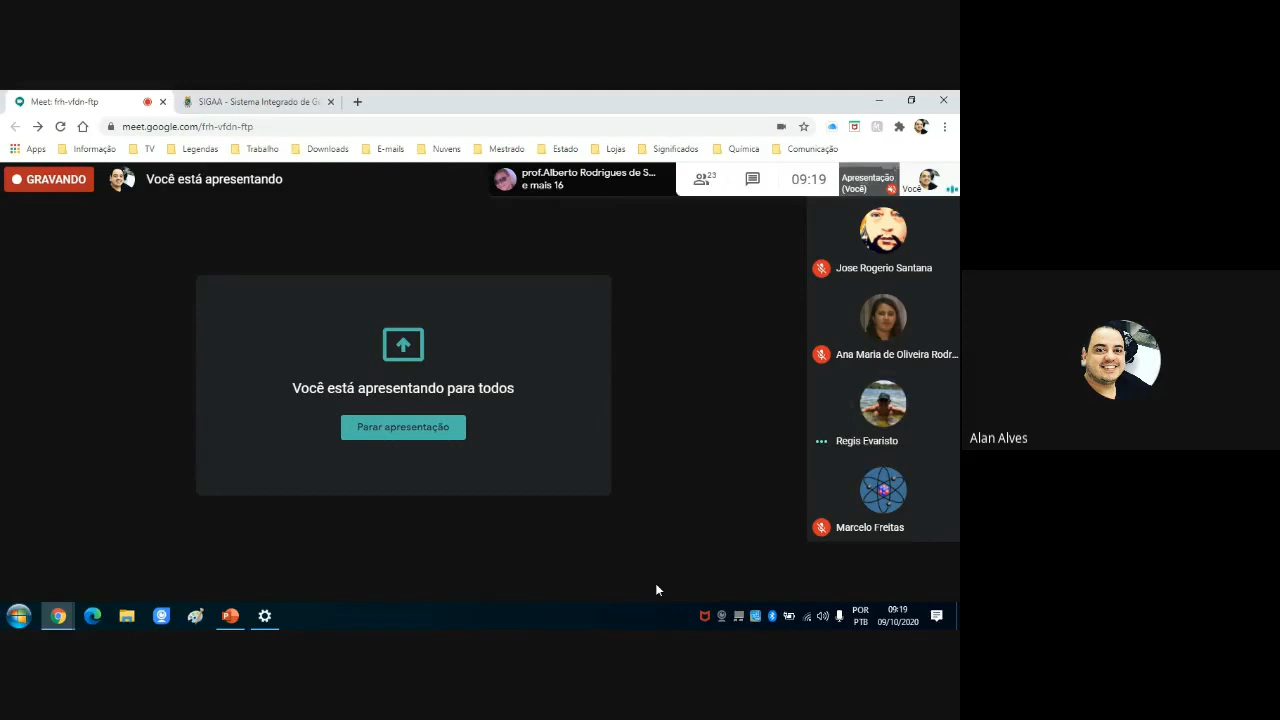 Meet: frh-vfdn-ftp
SIGAA - Sistema Integrado de G
meet.google.com/frh-vfdn-ftp
Apps Informação TV Legendas Trabalho Downloads E-mails Nuvens Mestrado Estado Lojas Significados Química Comunicação
GRAVANDO
Você está apresentando
prof.Alberto Rodrigues de S...
e mais 16
23
09:19
Apresentação
(Você)
Você
Jose Rogerio Santana
Ana Maria de Oliveira Rodr...
Você está apresentando para todos
Parar apresentação
Regis Evaristo
Alan Alves
Marcelo Freitas
POR
PTB
09:19
09/10/2020